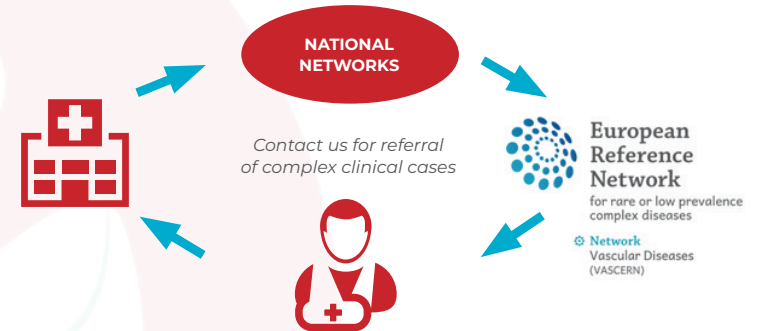 NATIONAL
NETWORKS
Contact us for referral
of complex clinical cases
European
Reference
Network
for rare or low prevalence
complex diseases
Network
Vascular Diseases
(VASCERN)